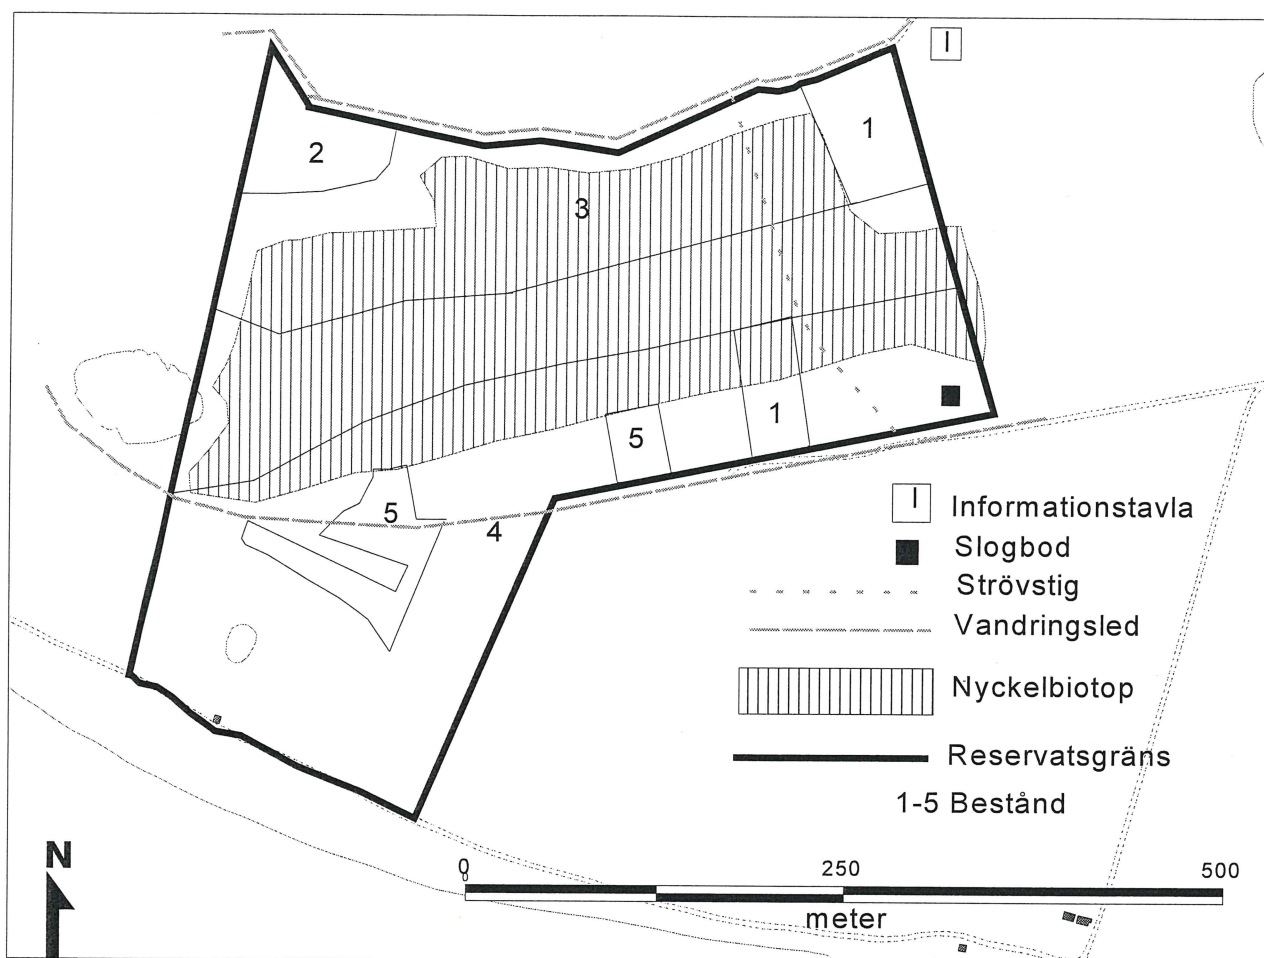 I
1
2
3
1
5
5
4
I Informationstavla
Slogbod
Strövstig
Vandringsled
Nyckelbiotop
Reservatsgräns
1-5 Bestånd
N
0 250 500
meter